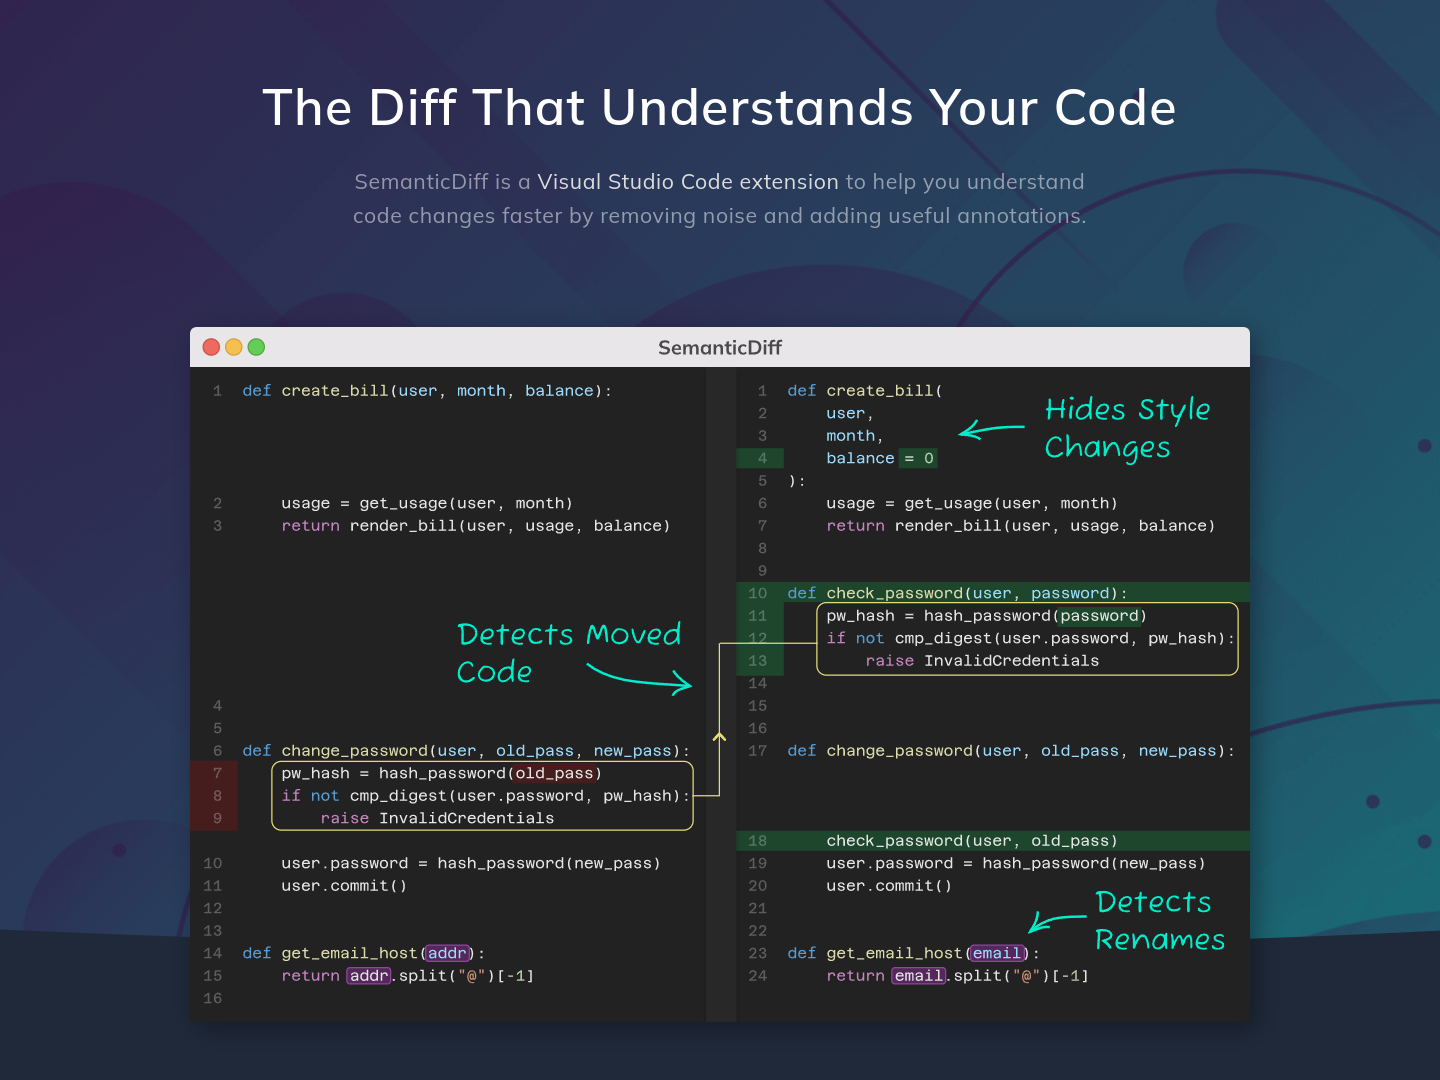 The Diff That Understands Your Code
SemanticDiff is a Visual Studio Code extension to help you understand
code changes faster by removing noise and adding useful annotations.
SemanticDiff
1 def create_bill(user, month, balance):
2     usage = get_usage(user, month)
3     return render_bill(user, usage, balance)
Detects Moved
Code
4
5
6 def change_password(user, old_pass, new_pass):
7     pw_hash = hash_password(old_pass)
8     if not cmp_digest(user.password, pw_hash):
9         raise InvalidCredentials
10     user.password = hash_password(new_pass)
11     user.commit()
12
13
14 def get_email_host(addr):
15     return addr.split("@")[-1]
16
1 def create_bill(
2     user,
3     month,
4     balance = 0
5 ):
Hides Style
Changes
6     usage = get_usage(user, month)
7     return render_bill(user, usage, balance)
8
9
10 def check_password(user, password):
11     pw_hash = hash_password(password)
12     if not cmp_digest(user.password, pw_hash):
13         raise InvalidCredentials
14
15
16
17 def change_password(user, old_pass, new_pass):
18     check_password(user, old_pass)
19     user.password = hash_password(new_pass)
20     user.commit()
21
22
Detects
Renames
23 def get_email_host(email):
24     return email.split("@")[-1]